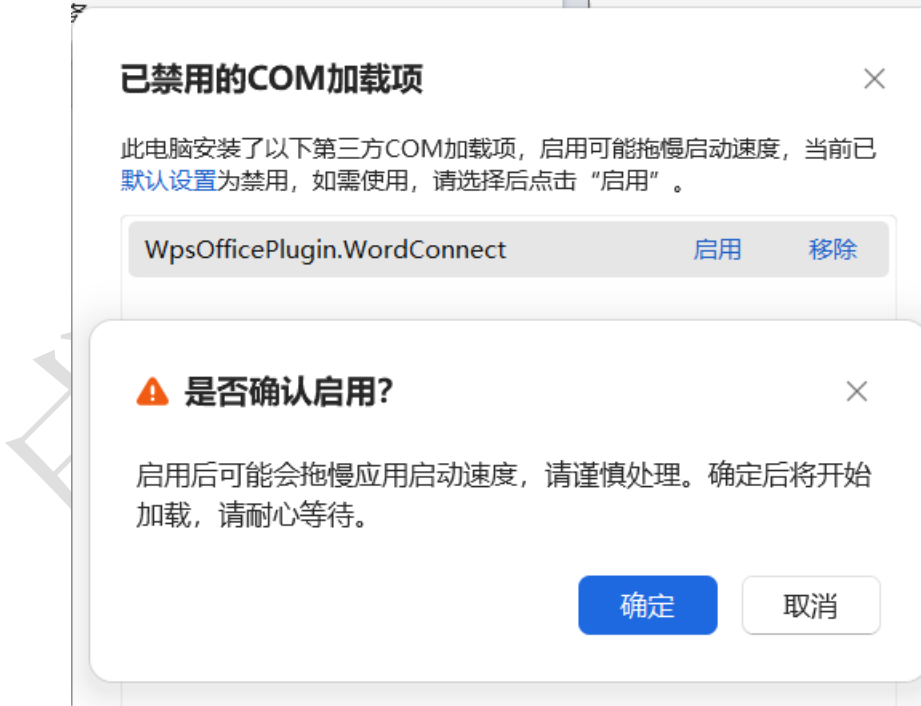 已禁用的COM加载项
此电脑安装了以下第三方COM加载项，启用可能拖慢启动速度，当前已
默认设置为禁用，如需使用，请选择后点击“启用”。
WpsOfficePlugin.WordConnect 启用 移除
是否确认启用？
启用后可能会拖慢应用启动速度，请谨慎处理。确定后将开始
加载，请耐心等待。
确定 取消